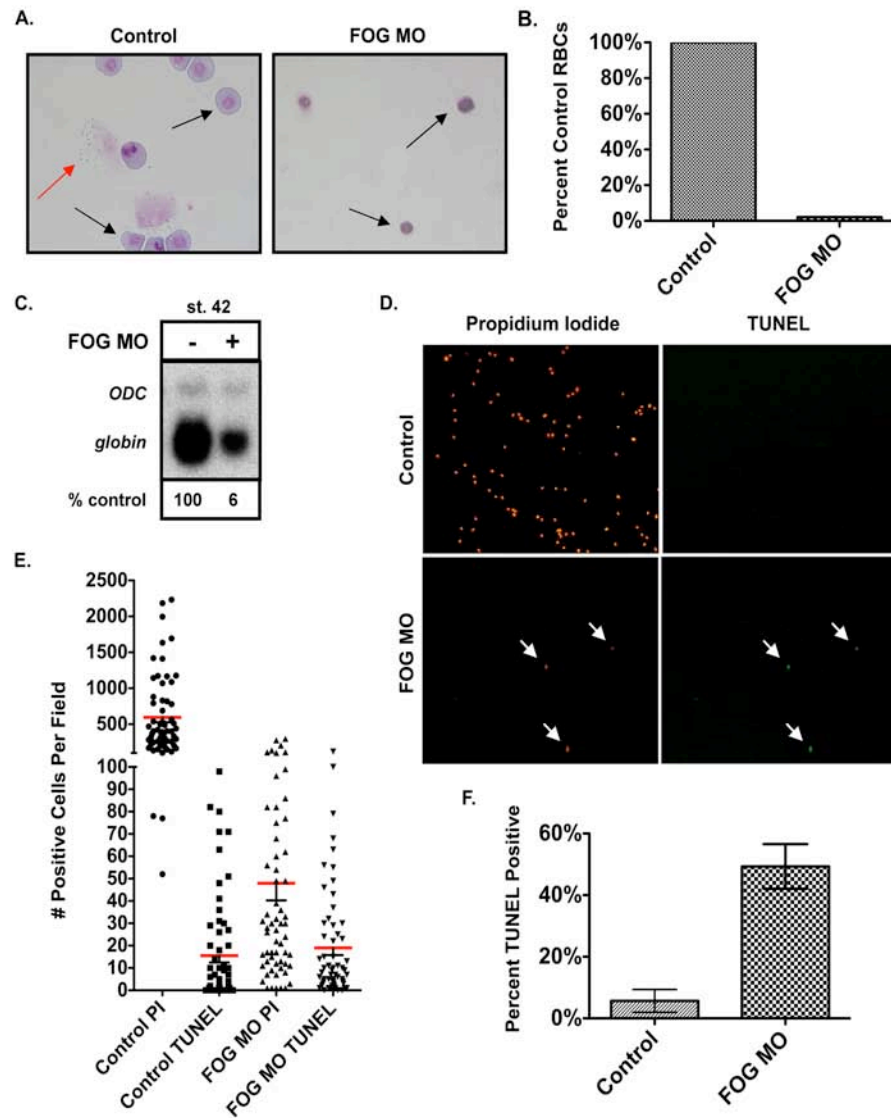 A.
Control
FOG MO
B.
Percent Control RBCs
100%
80%
60%
40%
20%
0%
Control
FOG MO
C.
st. 42
FOG MO - +
ODC
globin
% control 100 6
D.
Propidium Iodide
TUNEL
Control
FOG MO
E.
# Positive Cells Per Field
2500
2000
1500
1000
500
100
90
80
70
60
50
40
30
20
10
0
Control PI
Control TUNEL
FOG MO PI
FOG MO TUNEL
F.
Percent TUNEL Positive
60%
40%
20%
0%
Control
FOG MO